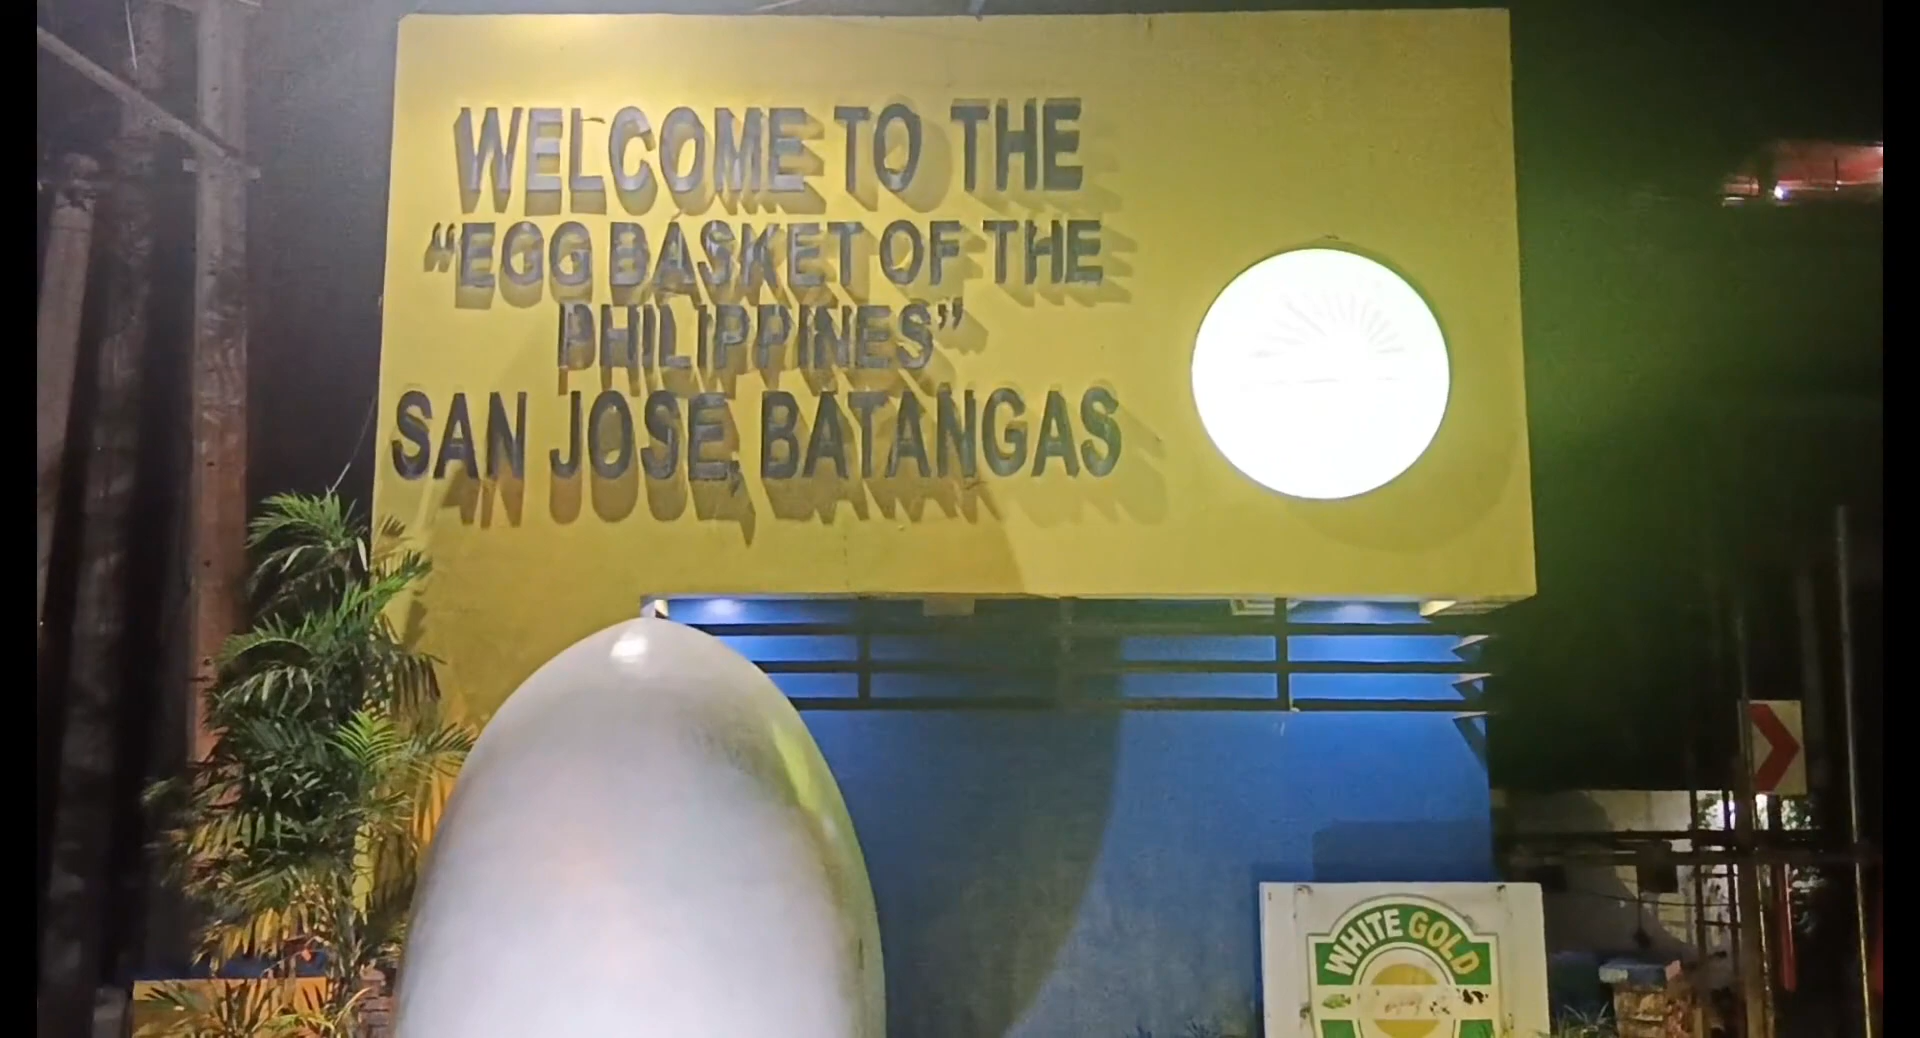 WELCOME TO THE
“EGG BASKET OF THE
PHILIPPINES”
SAN JOSE, BATANGAS
WHITE GOLD